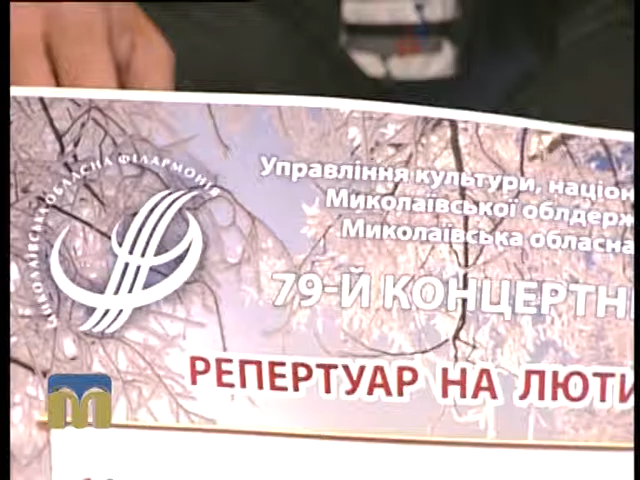 МИКОЛАЇВСЬКА ОБЛАСНА ФІЛАРМОНІЯ
Управління культури, націон
Миколаївської облдерж
Миколаївська обласна
79-Й КОНЦЕРТН
РЕПЕРТУАР НА ЛЮТИ